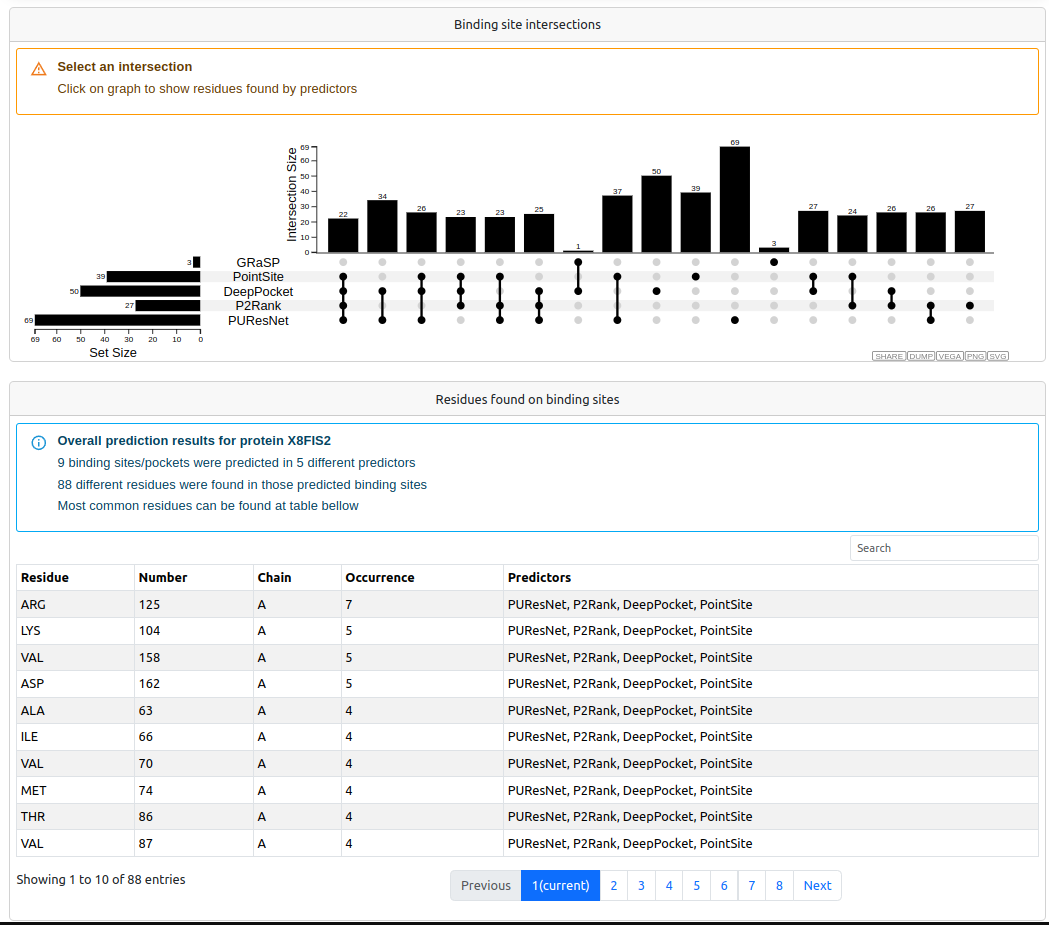 Binding site intersections
Select an intersection
Click on graph to show residues found by predictors
Intersection Size
69
60
50
40
30
20
10
0
22 34 26 23 23 25 1 37 50 39 69 3 27 24 26 26 27
3 GRaSP
39 PointSite
50 DeepPocket
27 P2Rank
69 PUResNet
69 60 50 40 30 20 10 0
Set Size
SHARE DUMP VEGA PNG SVG
Residues found on binding sites
Overall prediction results for protein X8FIS2
9 binding sites/pockets were predicted in 5 different predictors
88 different residues were found in those predicted binding sites
Most common residues can be found at table bellow
Search
Residue Number Chain Occurrence Predictors
ARG 125 A 7 PUResNet, P2Rank, DeepPocket, PointSite
LYS 104 A 5 PUResNet, P2Rank, DeepPocket, PointSite
VAL 158 A 5 PUResNet, P2Rank, DeepPocket, PointSite
ASP 162 A 5 PUResNet, P2Rank, DeepPocket, PointSite
ALA 63 A 4 PUResNet, P2Rank, DeepPocket, PointSite
ILE 66 A 4 PUResNet, P2Rank, DeepPocket, PointSite
VAL 70 A 4 PUResNet, P2Rank, DeepPocket, PointSite
MET 74 A 4 PUResNet, P2Rank, DeepPocket, PointSite
THR 86 A 4 PUResNet, P2Rank, DeepPocket, PointSite
VAL 87 A 4 PUResNet, P2Rank, DeepPocket, PointSite
Showing 1 to 10 of 88 entries
Previous 1(current) 2 3 4 5 6 7 8 Next